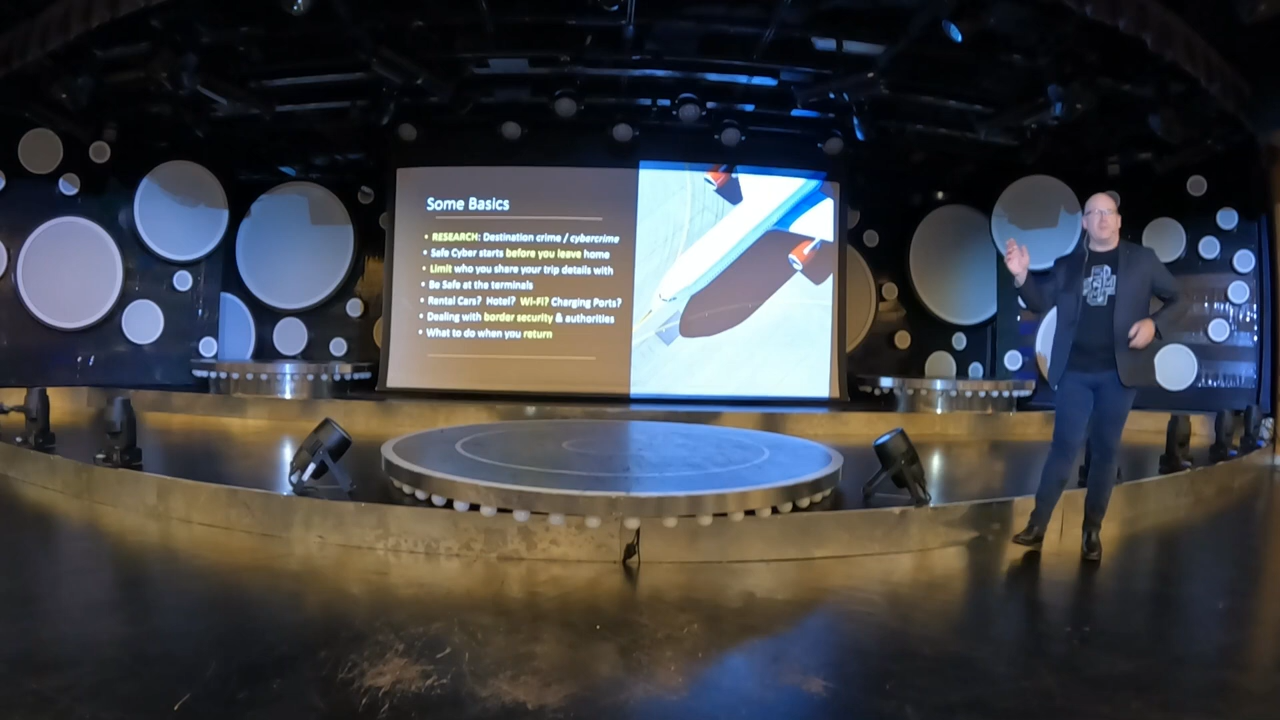 Some Basics
• RESEARCH: Destination crime / cybercrime
• Safe Cyber starts before you leave home
• Limit who you share your trip details with
• Be Safe at the terminals
• Rental Cars? Hotel? Wi-Fi? Charging Ports?
• Dealing with border security & authorities
• What to do when you return